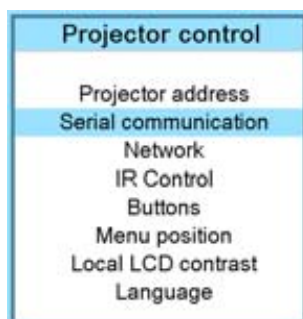 Projector control
Projector address
Serial communication
Network
IR Control
Buttons
Menu position
Local LCD contrast
Language